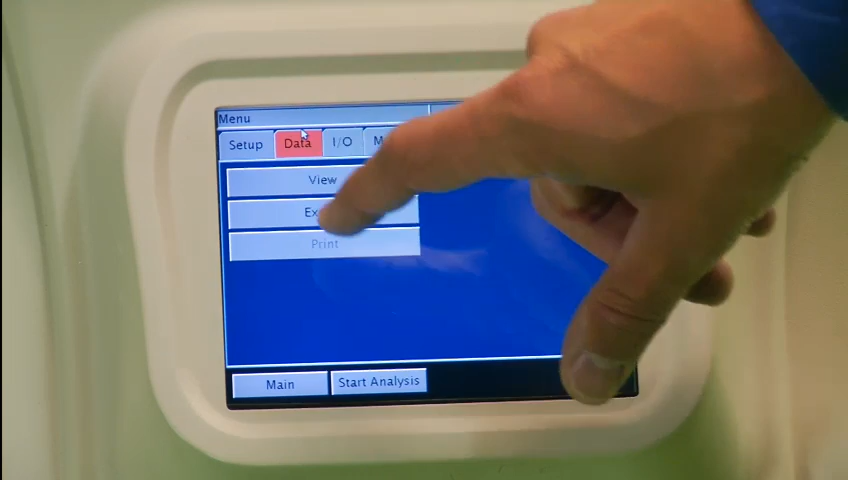 Menu
Setup Data I/O
View
Print
Main Start Analysis